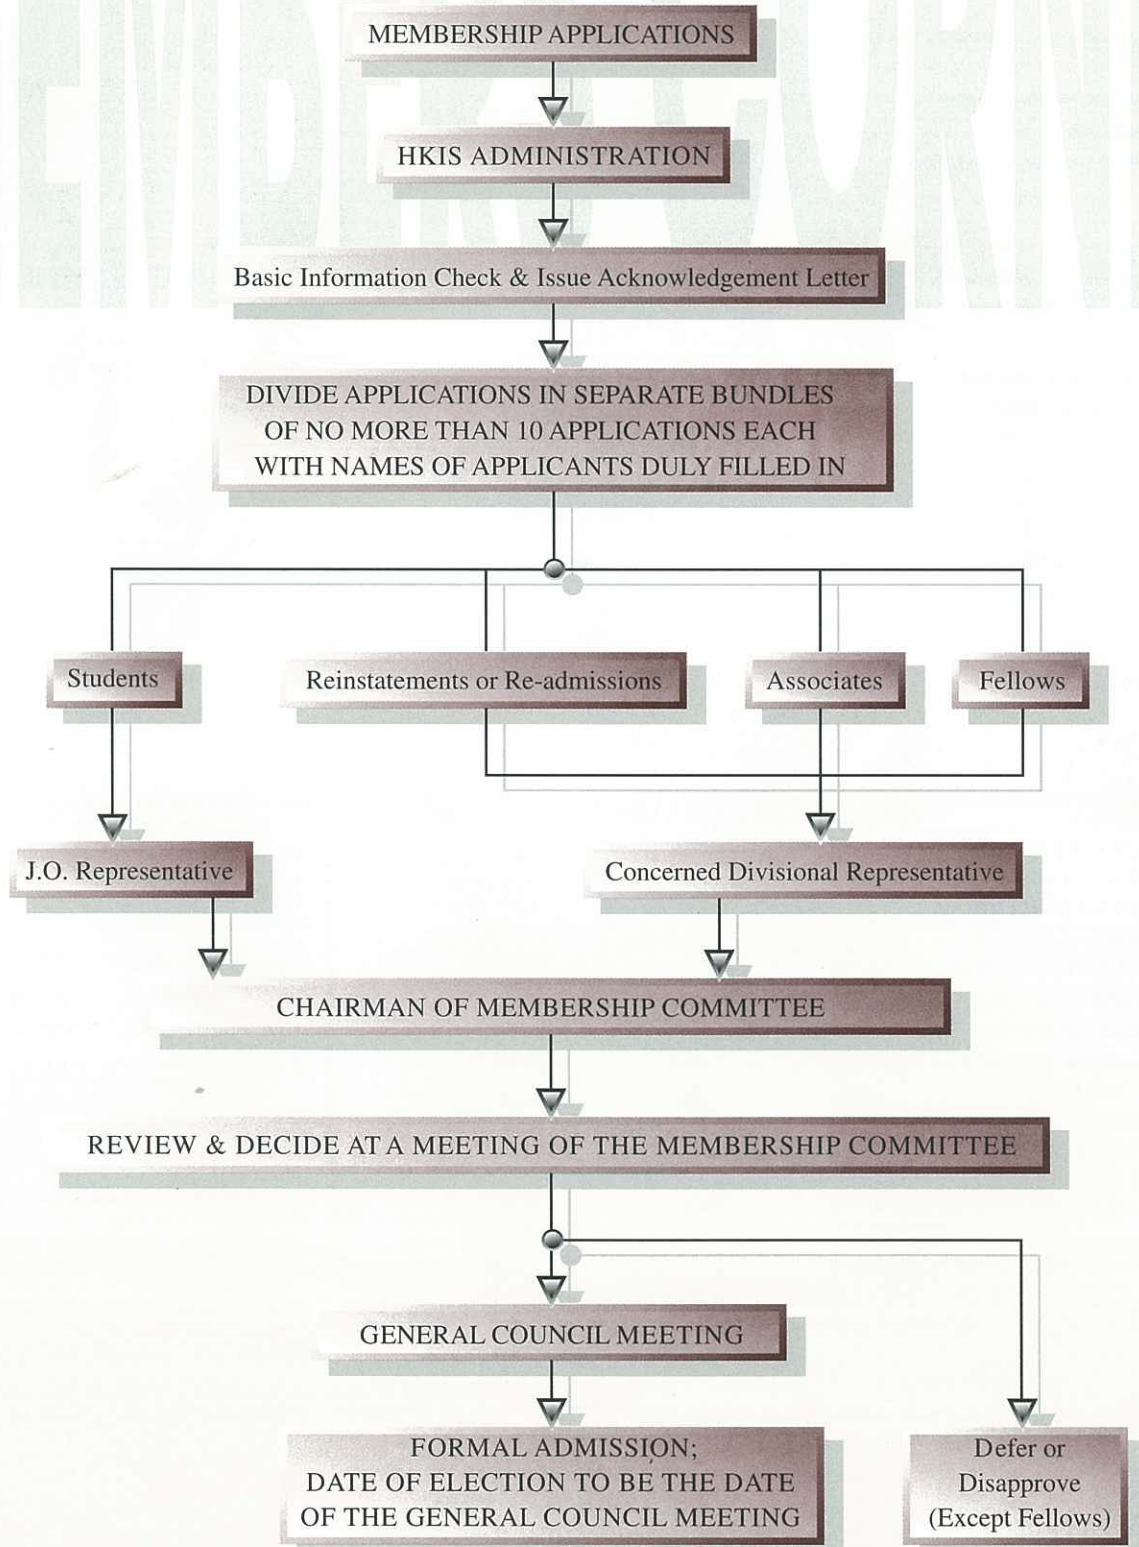 MEMBERSHIP APPLICATIONS
HKIS ADMINISTRATION
Basic Information Check & Issue Acknowledgement Letter
DIVIDE APPLICATIONS IN SEPARATE BUNDLES
OF NO MORE THAN 10 APPLICATIONS EACH
WITH NAMES OF APPLICANTS DULY FILLED IN
Students
Reinstatements or Re-admissions
Associates
Fellows
J.O. Representative
Concerned Divisional Representative
CHAIRMAN OF MEMBERSHIP COMMITTEE
REVIEW & DECIDE AT A MEETING OF THE MEMBERSHIP COMMITTEE
GENERAL COUNCIL MEETING
FORMAL ADMISSION;
DATE OF ELECTION TO BE THE DATE
OF THE GENERAL COUNCIL MEETING
Defer or
Disapprove
(Except Fellows)